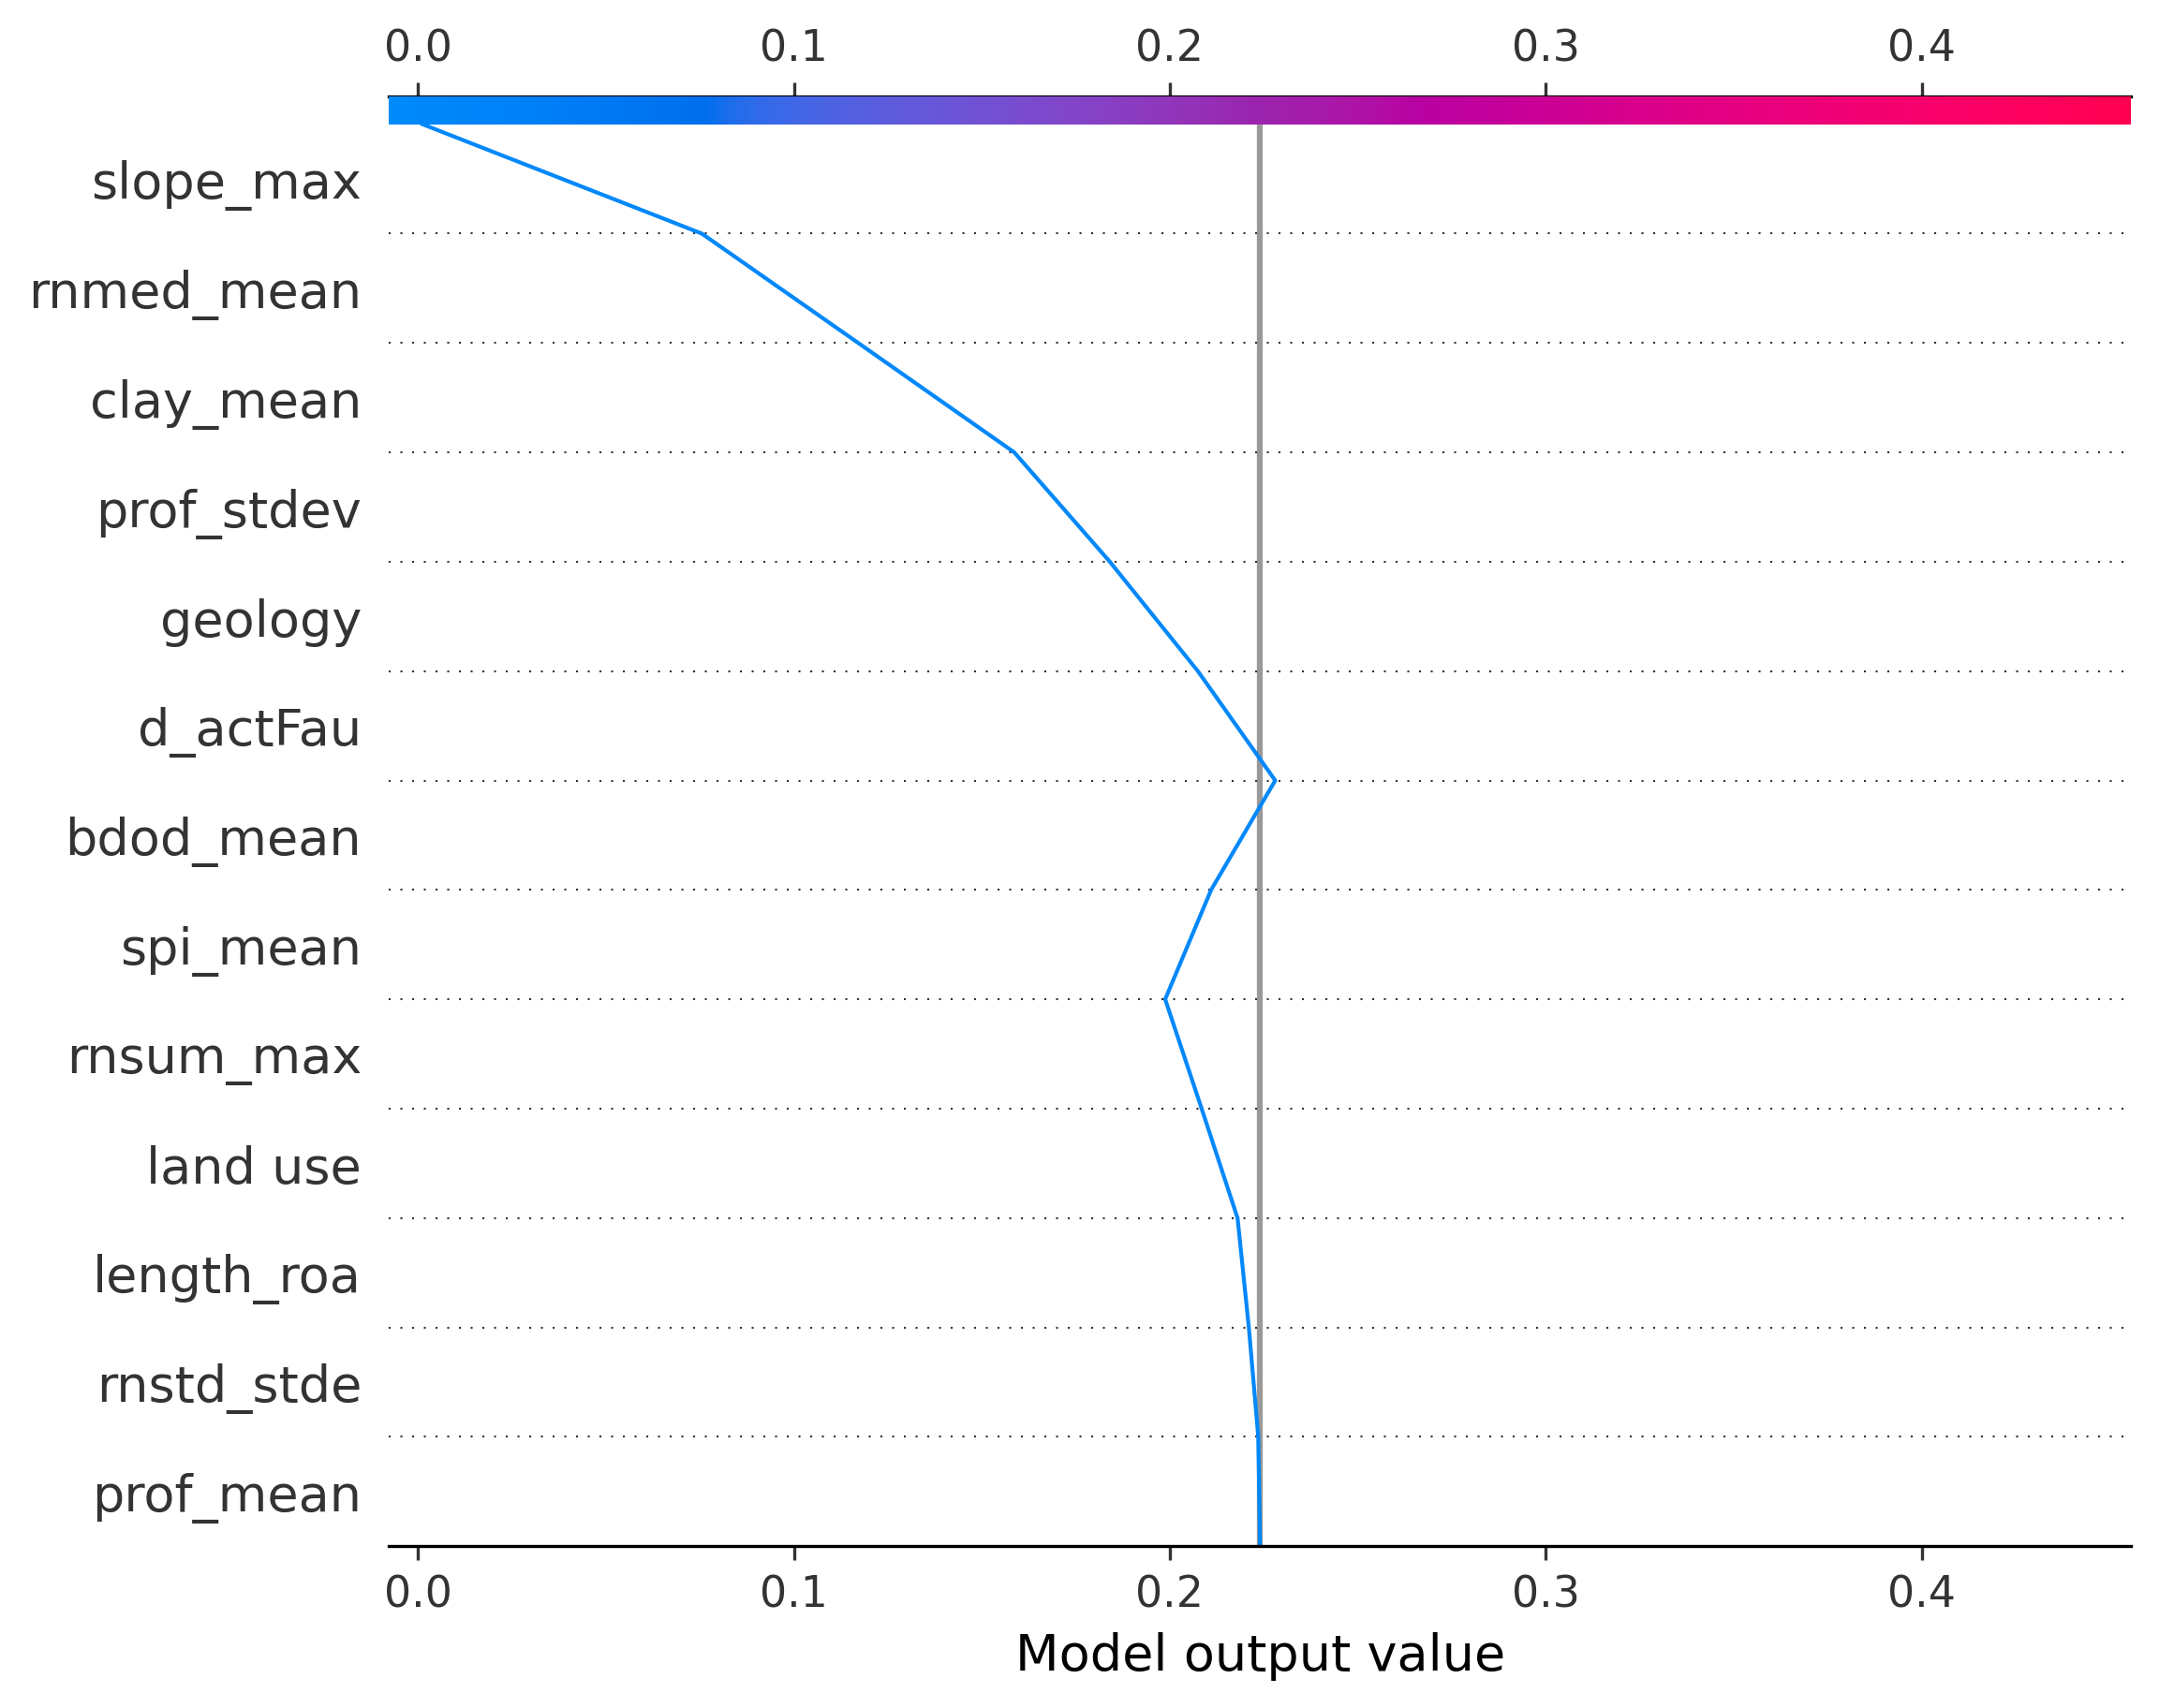 0.0 0.1 0.2 0.3 0.4
slope_max
rnmed_mean
clay_mean
prof_stdev
geology
d_actFau
bdod_mean
spi_mean
rnsum_max
land use
length_roa
rnstd_stde
prof_mean
0.0 0.1 0.2 0.3 0.4
Model output value